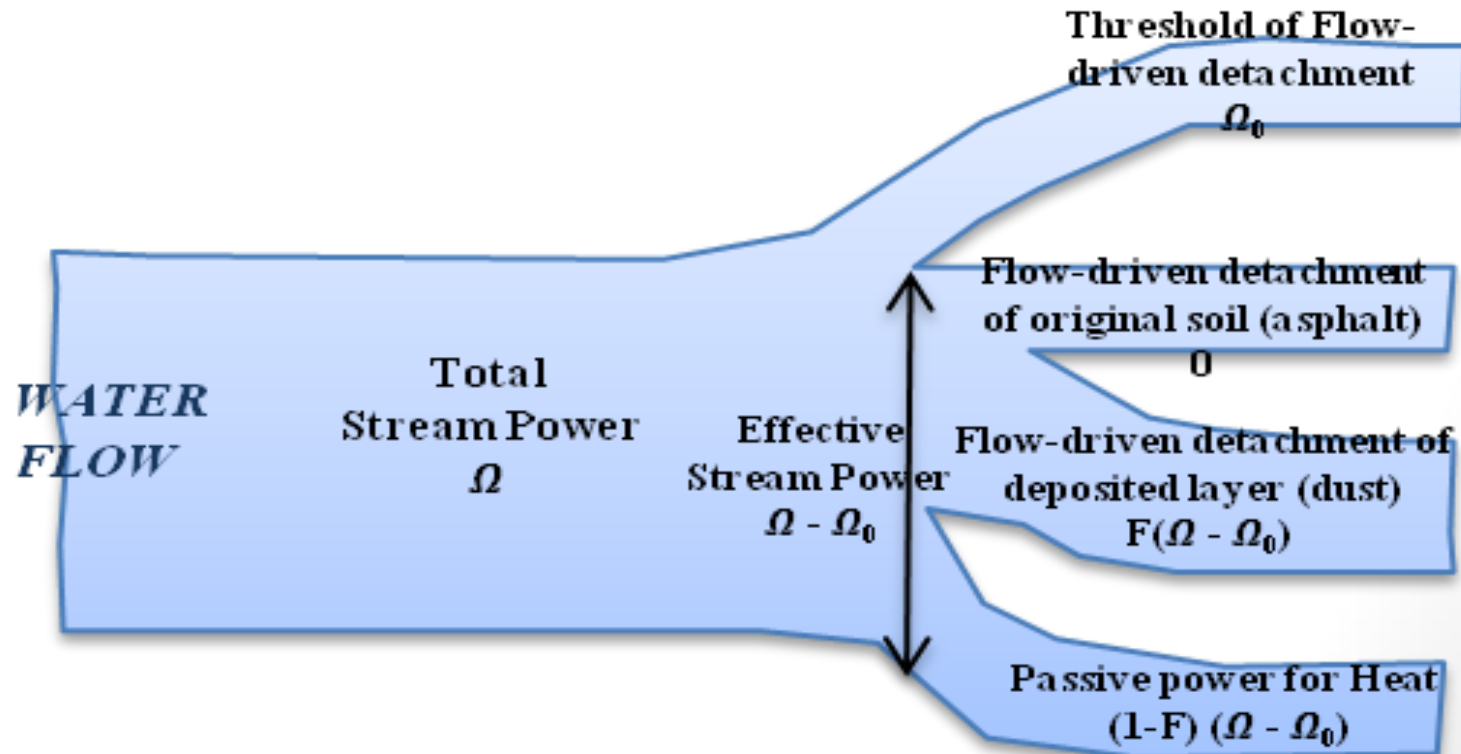 WATER
FLOW
Total
Stream Power
Ω
Effective
Stream Power
Ω - Ω₀
Threshold of Flow-
driven detachment
Ω₀
Flow-driven detachment
of original soil (asphalt)
0
Flow-driven detachment of
deposited layer (dust)
F(Ω - Ω₀)
Passive power for Heat
(1-F) (Ω - Ω₀)